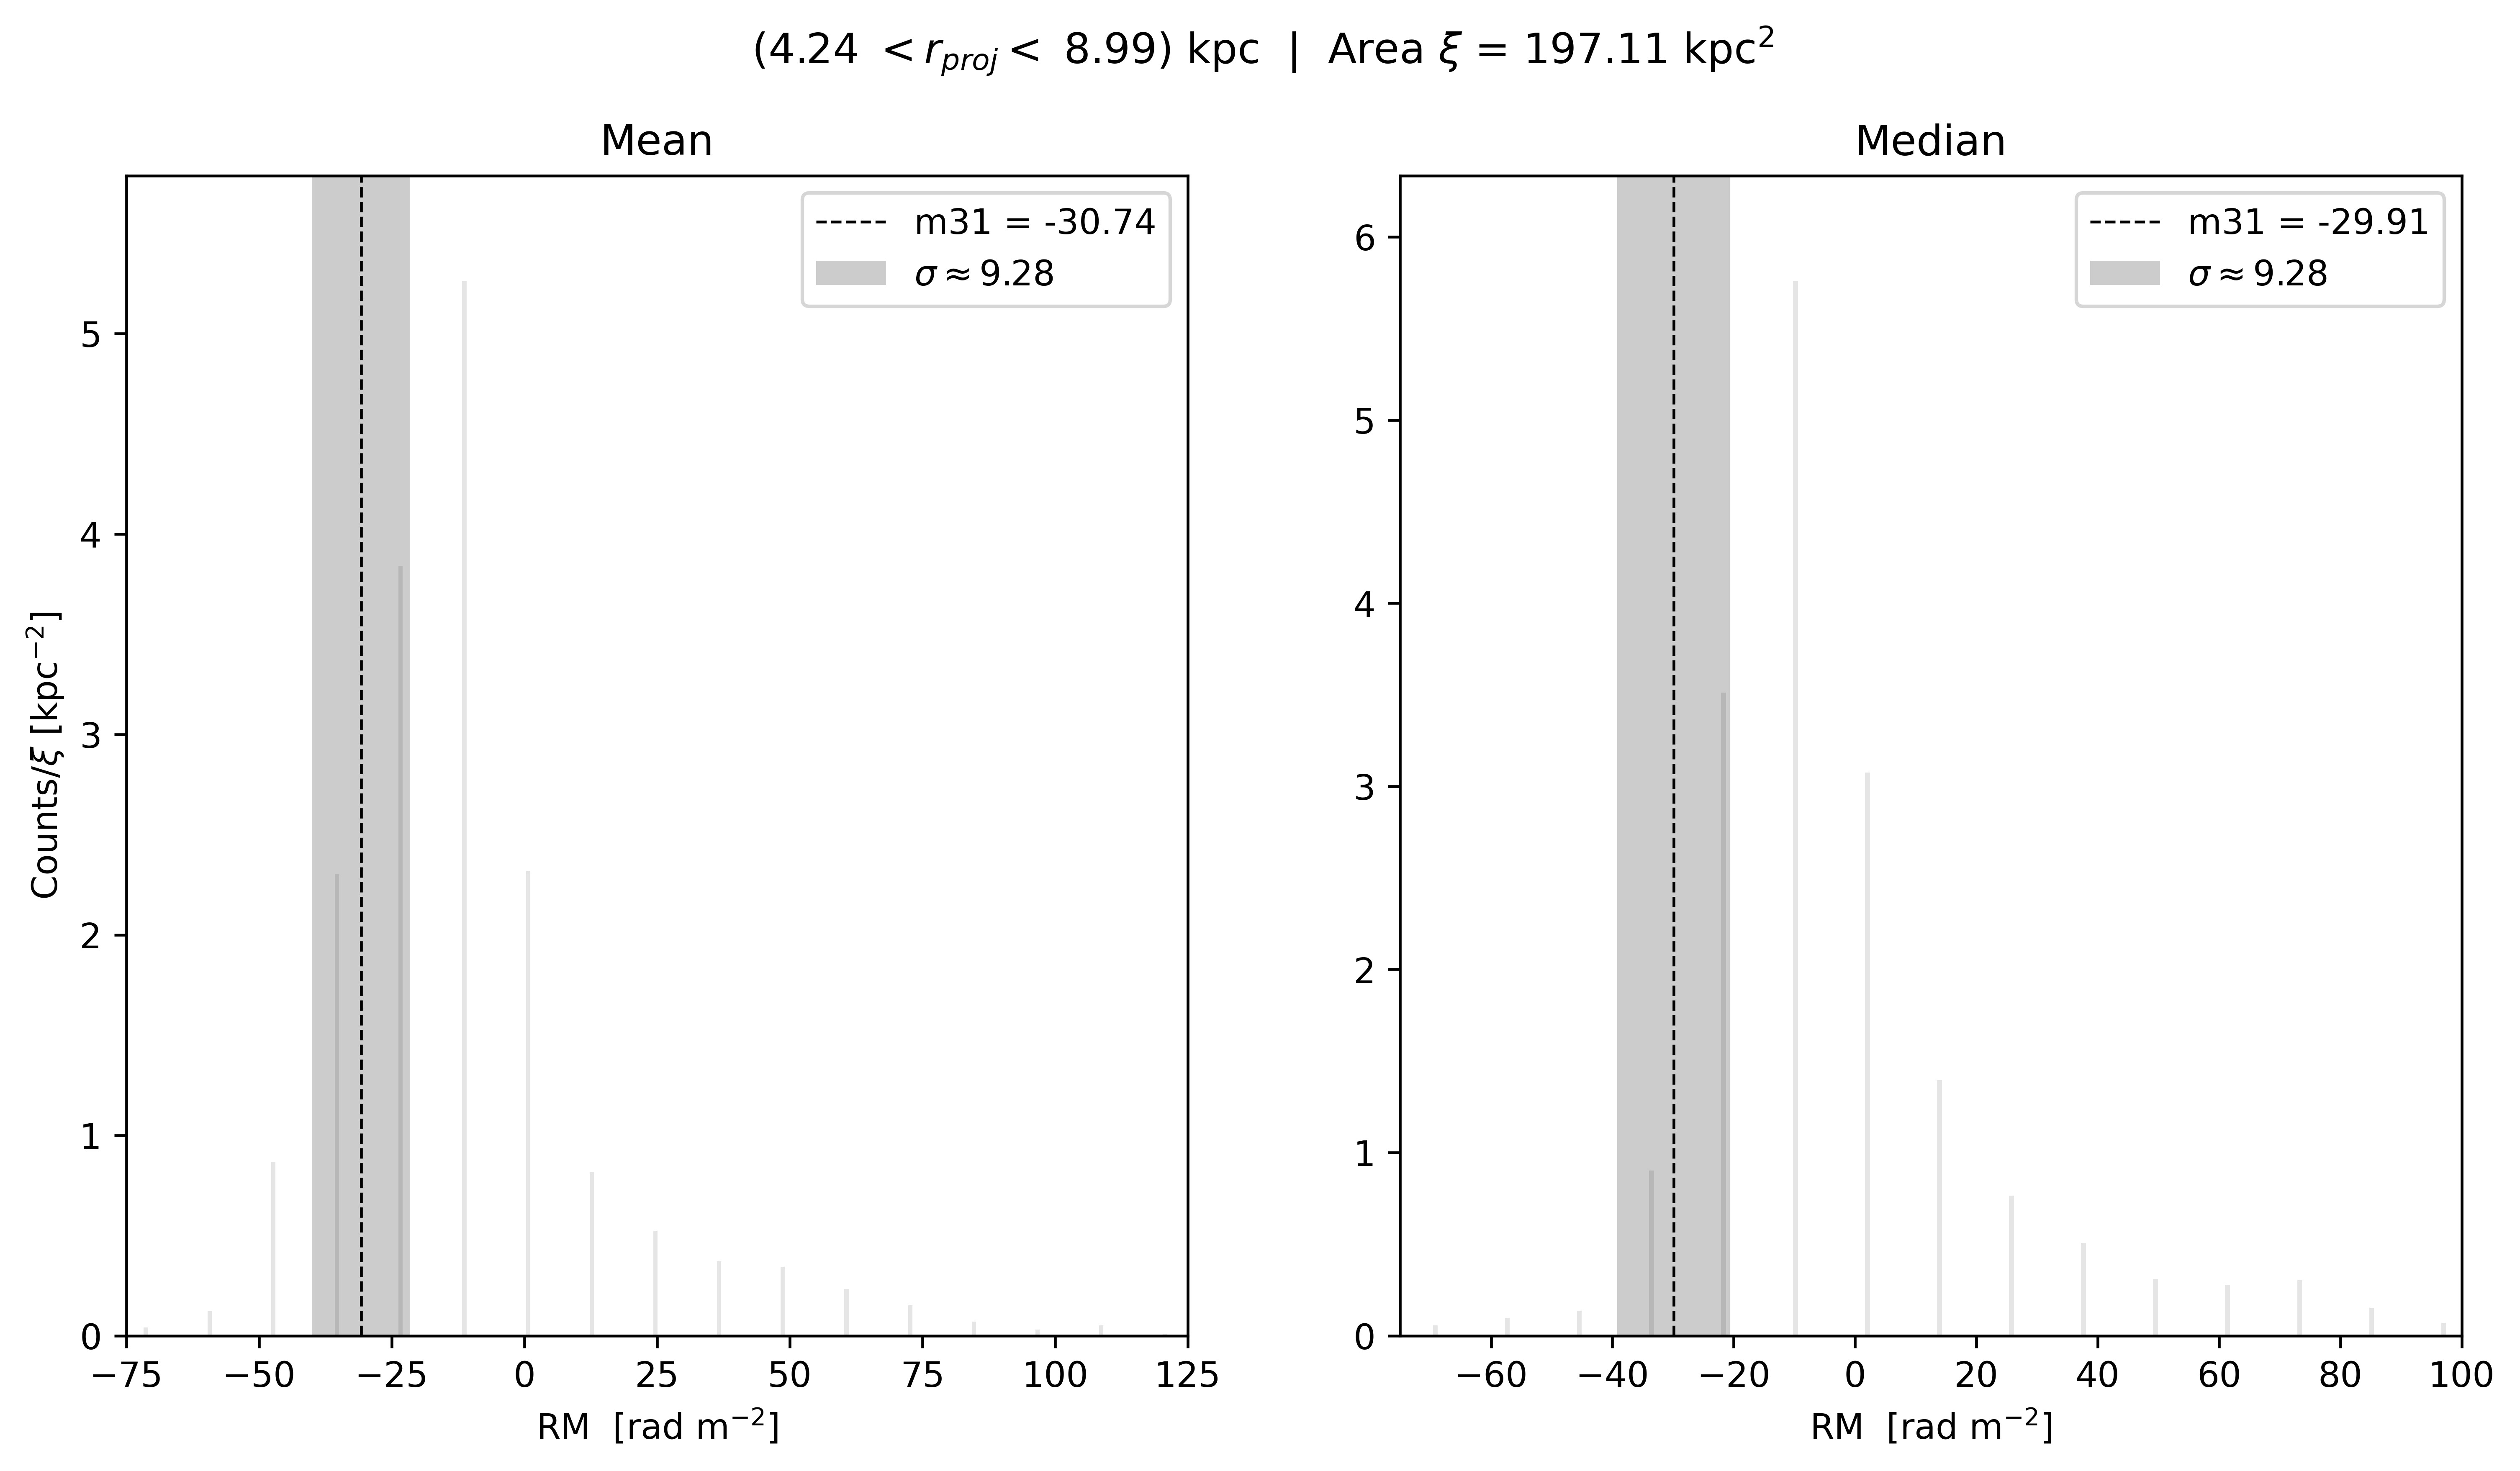 (4.24 < r_proj < 8.99) kpc | Area ξ = 197.11 kpc²
Mean
m31 = -30.74
σ ≈ 9.28
Counts/ξ [kpc⁻²]
5
4
3
2
1
0
−75 −50 −25 0 25 50 75 100 125
RM [rad m⁻²]
Median
m31 = -29.91
σ ≈ 9.28
6
5
4
3
2
1
0
−60 −40 −20 0 20 40 60 80 100
RM [rad m⁻²]